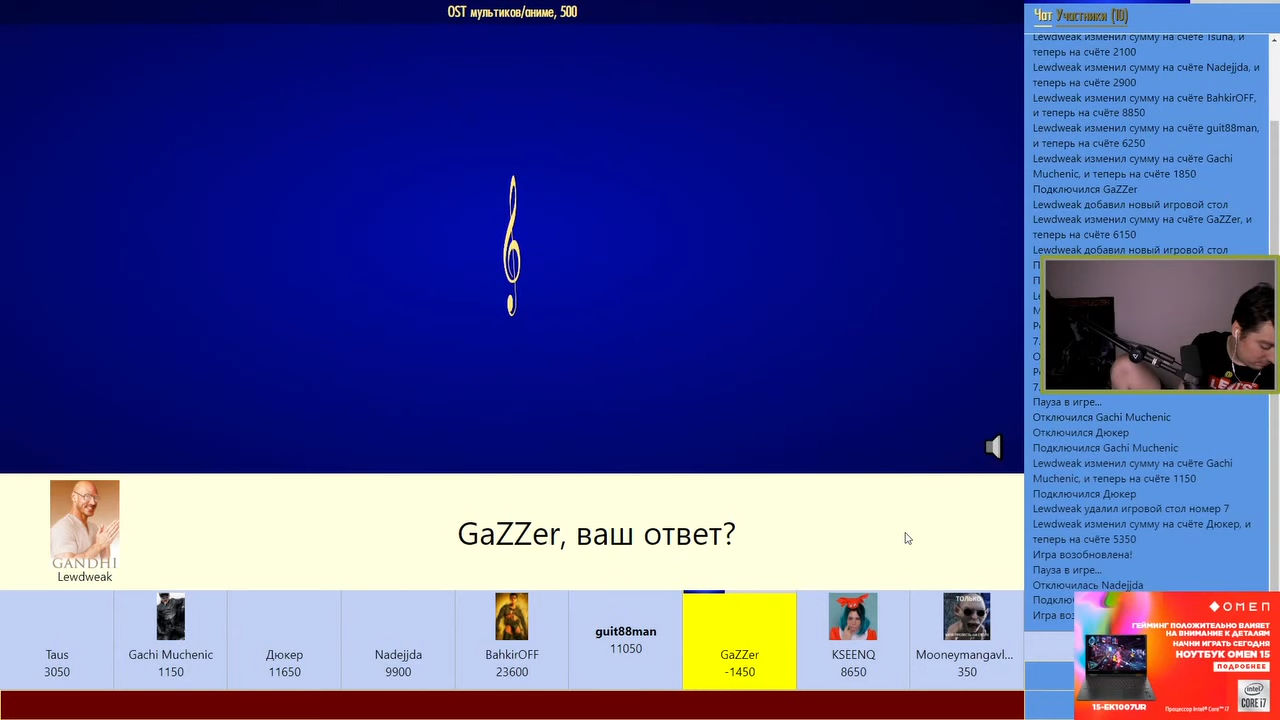 OST мультиков/аниме, 500
Чат Участники (10)
Lewdweak изменил сумму на счёте Tsuna, и
теперь на счёте 2100
Lewdweak изменил сумму на счёте Nadejjda, и
теперь на счёте 2900
Lewdweak изменил сумму на счёте BahkirOFF,
и теперь на счёте 8850
Lewdweak изменил сумму на счёте guit88man,
и теперь на счёте 6250
Lewdweak изменил сумму на счёте Gachi
Muchenic, и теперь на счёте 1850
Подключился GaZZer
Lewdweak добавил новый игровой стол
Lewdweak изменил сумму на счёте GaZZer, и
теперь на счёте 6150
Lewdweak добавил новый игровой стол
Пауза в игре...
Отключился Gachi Muchenic
Отключился Дюкер
Подключился Gachi Muchenic
Lewdweak изменил сумму на счёте Gachi
Muchenic, и теперь на счёте 1150
Подключился Дюкер
Lewdweak удалил игровой стол номер 7
Lewdweak изменил сумму на счёте Дюкер, и
теперь на счёте 5350
Игра возобновлена!
Пауза в игре...
Отключилась Nadejjda
GANDHI
Lewdweak
GaZZer, ваш ответ?
Taus
3050
Gachi Muchenic
1150
Дюкер
11650
Nadejjda
9900
BahkirOFF
23600
guit88man
11050
GaZZer
-1450
KSEENQ
8650
ТОЛЬКО
Mooneymangavl...
350
ОМЕП
ГЕЙМИНГ ПОЛОЖИТЕЛЬНО ВЛИЯЕТ
НА ВНИМАНИЕ К ДЕТАЛЯМ
НАЧНИ ИГРАТЬ СЕГОДНЯ
НОУТБУК OMEN 15
ПОДРОБНЕЕ
15-EK1007UR
Процессор Intel® Core™ i7
intel
CORE i7